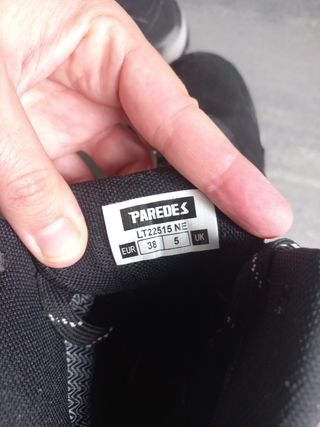 PAREDES
LT22515 NE
EUR 38 5 UK